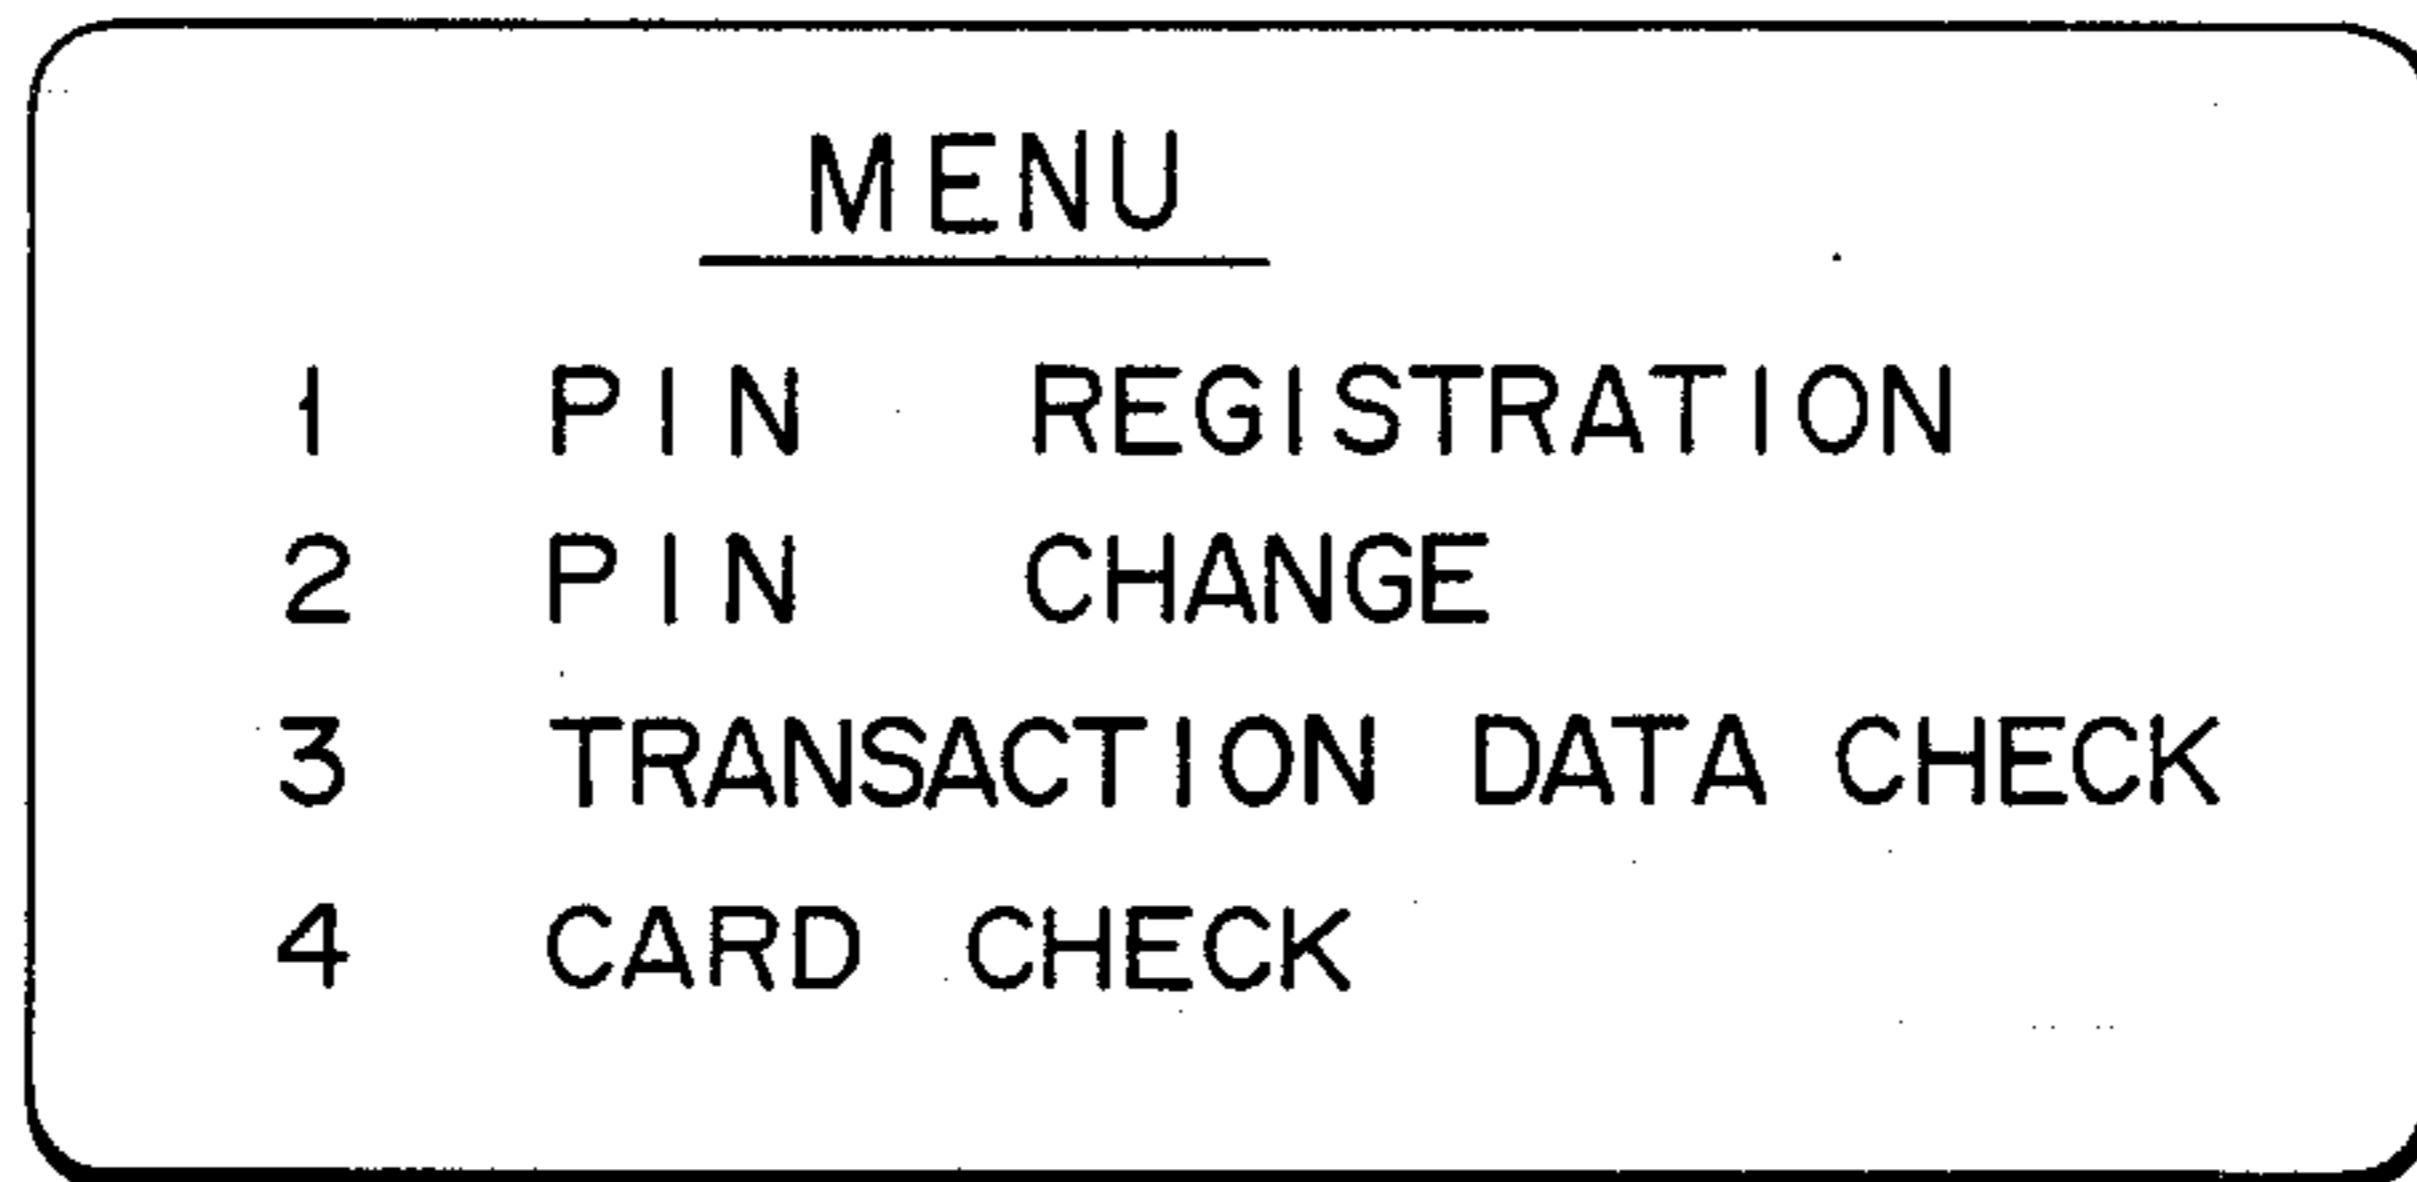 MENU
1 PIN REGISTRATION
2 PIN CHANGE
3 TRANSACTION DATA CHECK
4 CARD CHECK